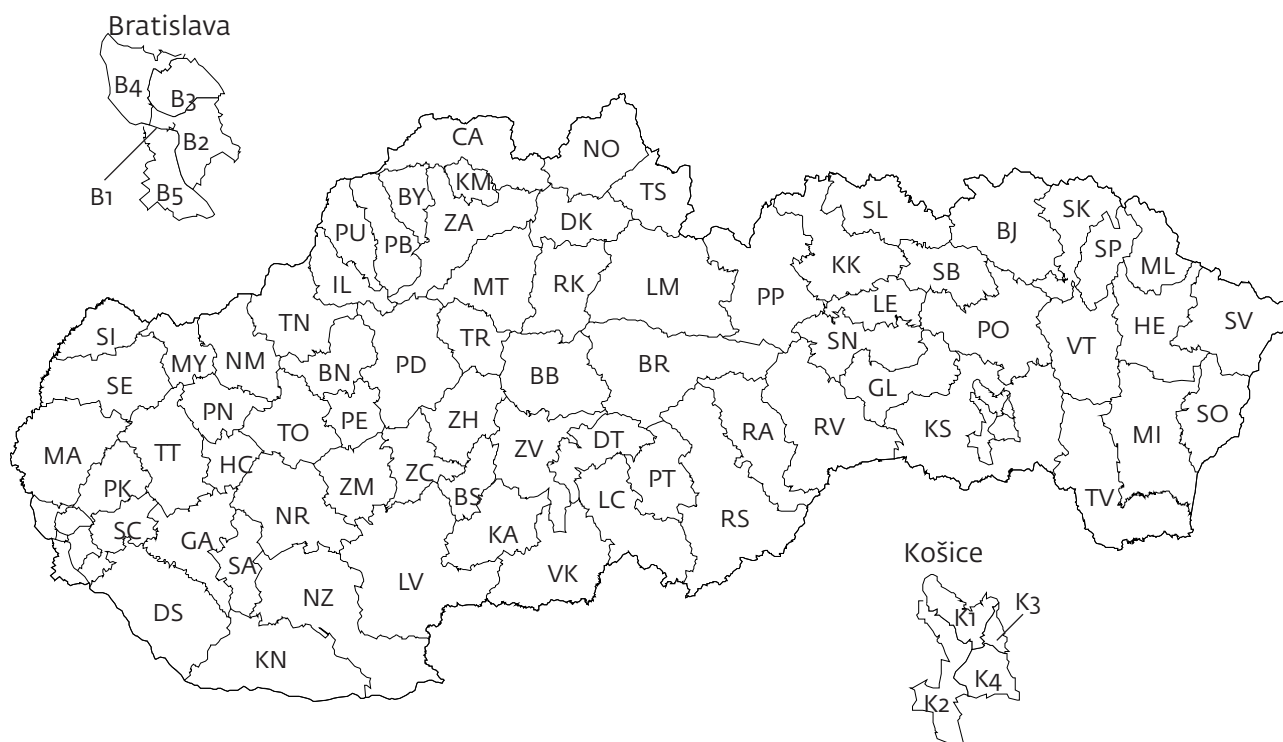 Bratislava
B4
B3
B2
B1
B5
CA
NO
KM
BY
TS
PU
PB
ZA
DK
SL
SK
BJ
SP
ML
IL
MT
RK
LM
PP
KK
SB
LE
SV
SI
TN
MY
NM
BN
PD
TR
BB
BR
SN
PO
VT
HE
SE
PN
TO
PE
ZH
GL
MA
TT
HC
ZM
ZC
ZV
DT
RA
RV
KS
MI
SO
PK
SC
GA
NR
BS
KA
LC
PT
RS
TV
SA
DS
NZ
LV
VK
KN
Košice
K1
K3
K4
K2